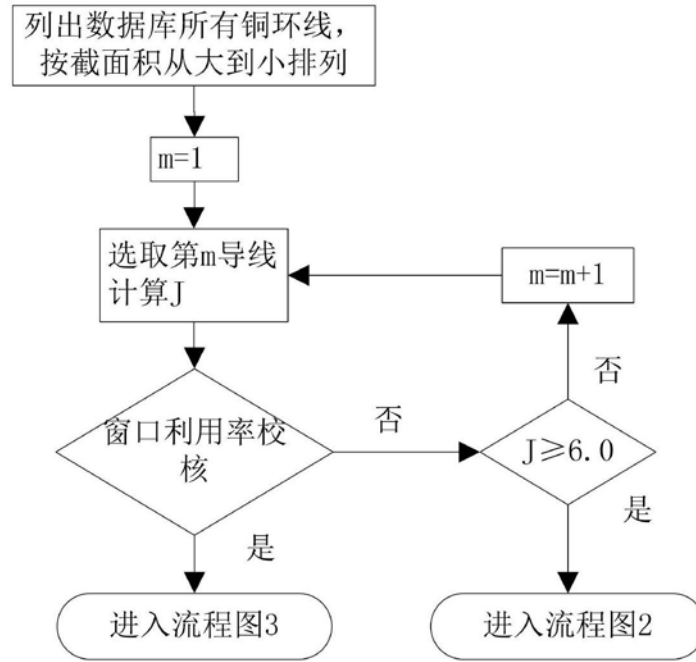 列出数据库所有铜环线，
按截面积从大到小排列
m=1
选取第m导线
计算J
m=m+1
否
窗口利用率校
核
否
J≥6.0
是
是
进入流程图3
进入流程图2